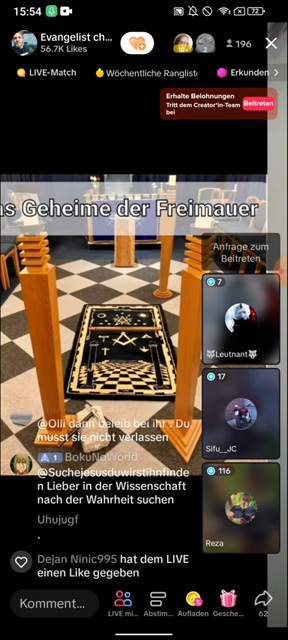 15:54
72
Evangelist ch...
56.7K Likes
196
LIVE-Match
Wöchentliche Rangliste
Erkunden
Erhalte Belohnungen
Tritt dem Creator*in-Team
bei
Beitreten
as Geheime der Freimauer
Anfrage zum
Beitreten
7
Leutnant
17
Sifu__JC
116
Reza
@Olli dann beleib bei ihr Du
musst sie nicht verlassen
1 BokuNoWorld
@Suchejesusduwirstihnfinde
n Lieber in der Wissenschaft
nach der Wahrheit suchen
Uhujugf
.
Dejan Ninic995 hat dem LIVE
einen Like gegeben
Komment...
LIVE mi...
Abstim...
Aufladen
Gesche...
62